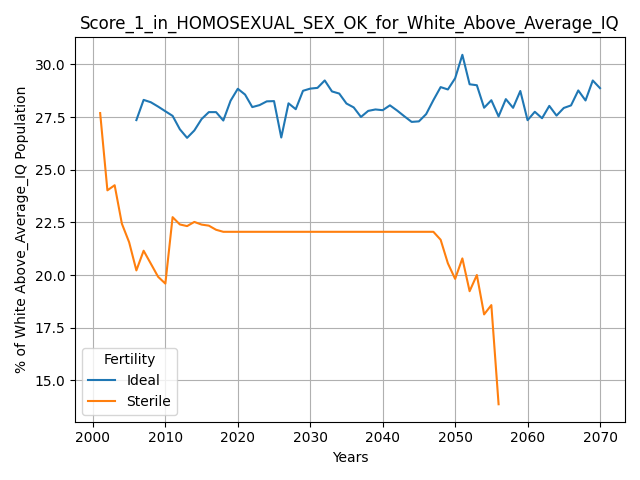 Score_1_in_HOMOSEXUAL_SEX_OK_for_White_Above_Average_IQ
% of White Above_Average_IQ Population
30.0
27.5
25.0
22.5
20.0
17.5
15.0
Fertility
Ideal
Sterile
2000 2010 2020 2030 2040 2050 2060 2070
Years